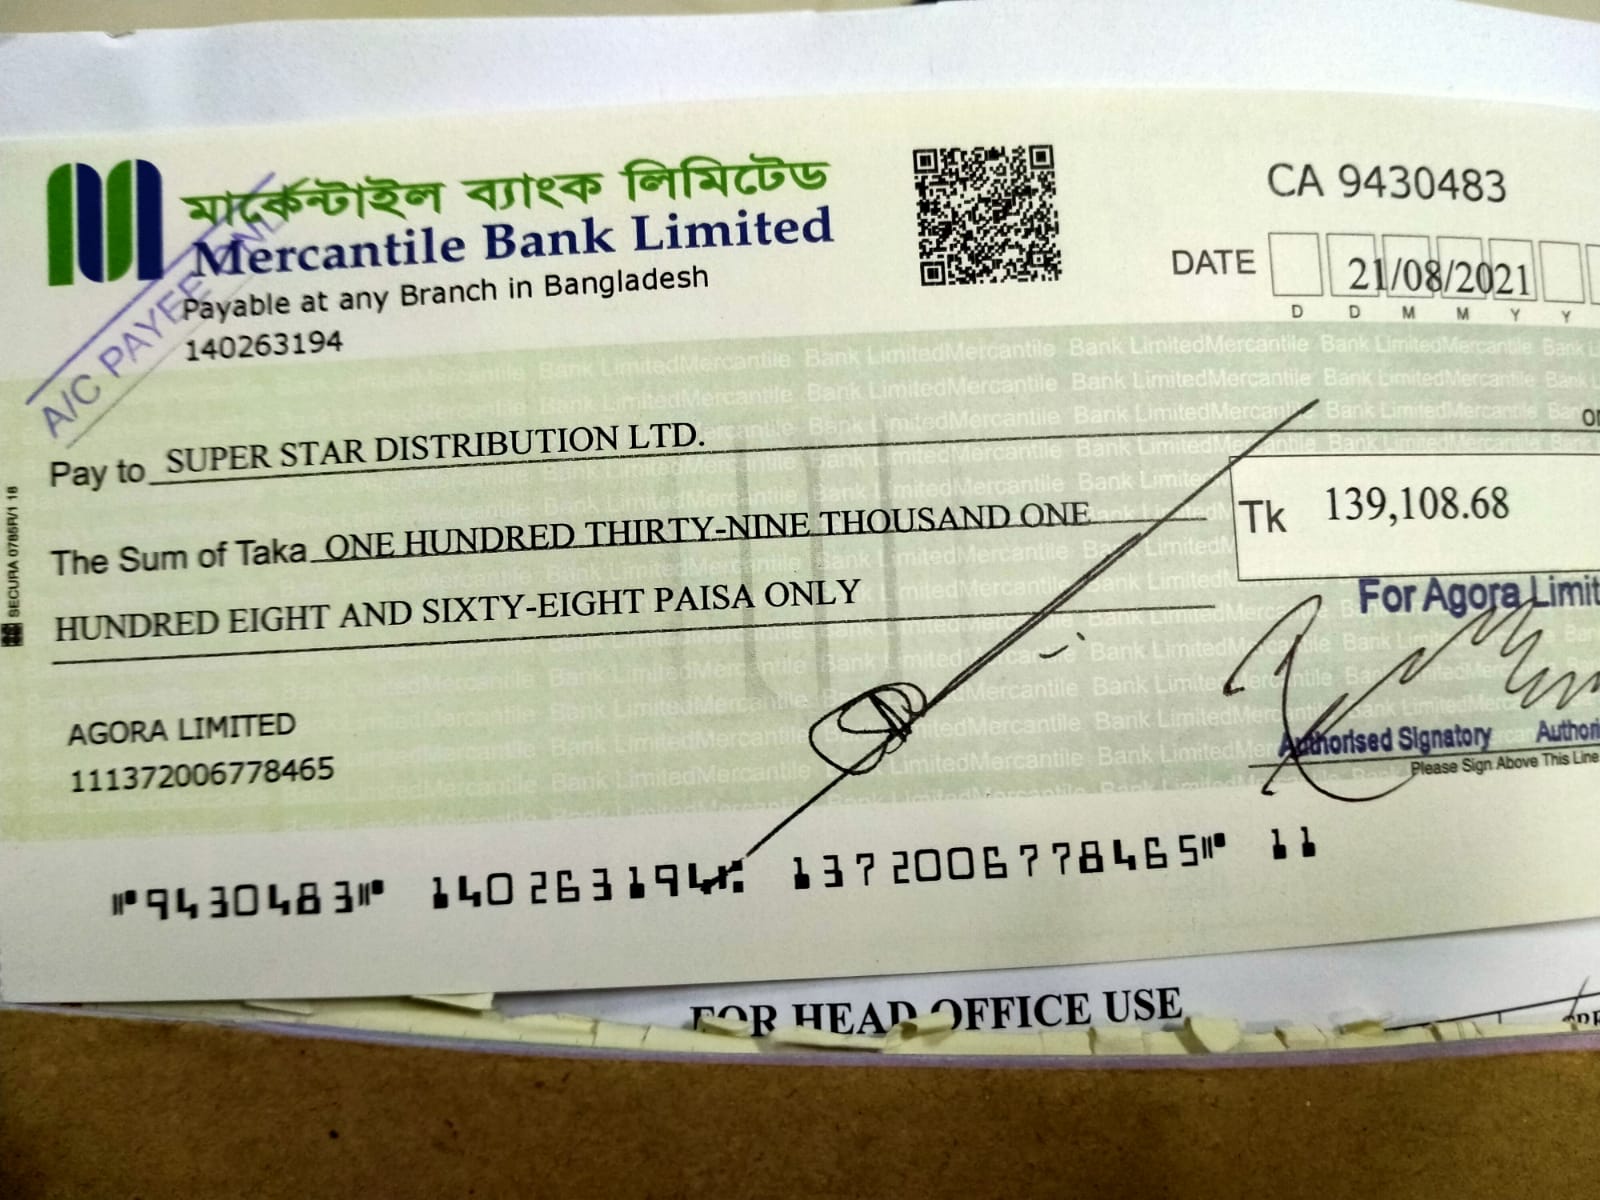 মার্কেন্টাইল ব্যাংক লিমিটেড
Mercantile Bank Limited
Payable at any Branch in Bangladesh
140263194
A/C PAYEE ONLY
CA 9430483
DATE 21/08/2021
D D M M Y Y
Pay to SUPER STAR DISTRIBUTION LTD.
The Sum of Taka ONE HUNDRED THIRTY-NINE THOUSAND ONE
HUNDRED EIGHT AND SIXTY-EIGHT PAISA ONLY
Tk 139,108.68
For Agora Limit
AGORA LIMITED
111372006778465
Authorised Signatory Authori
Please Sign Above This Line
SECURA 0785R/1 18
⑈9430483⑈ 140263194⑆ 1372006778465⑈ 11
FOR HEAD OFFICE USE